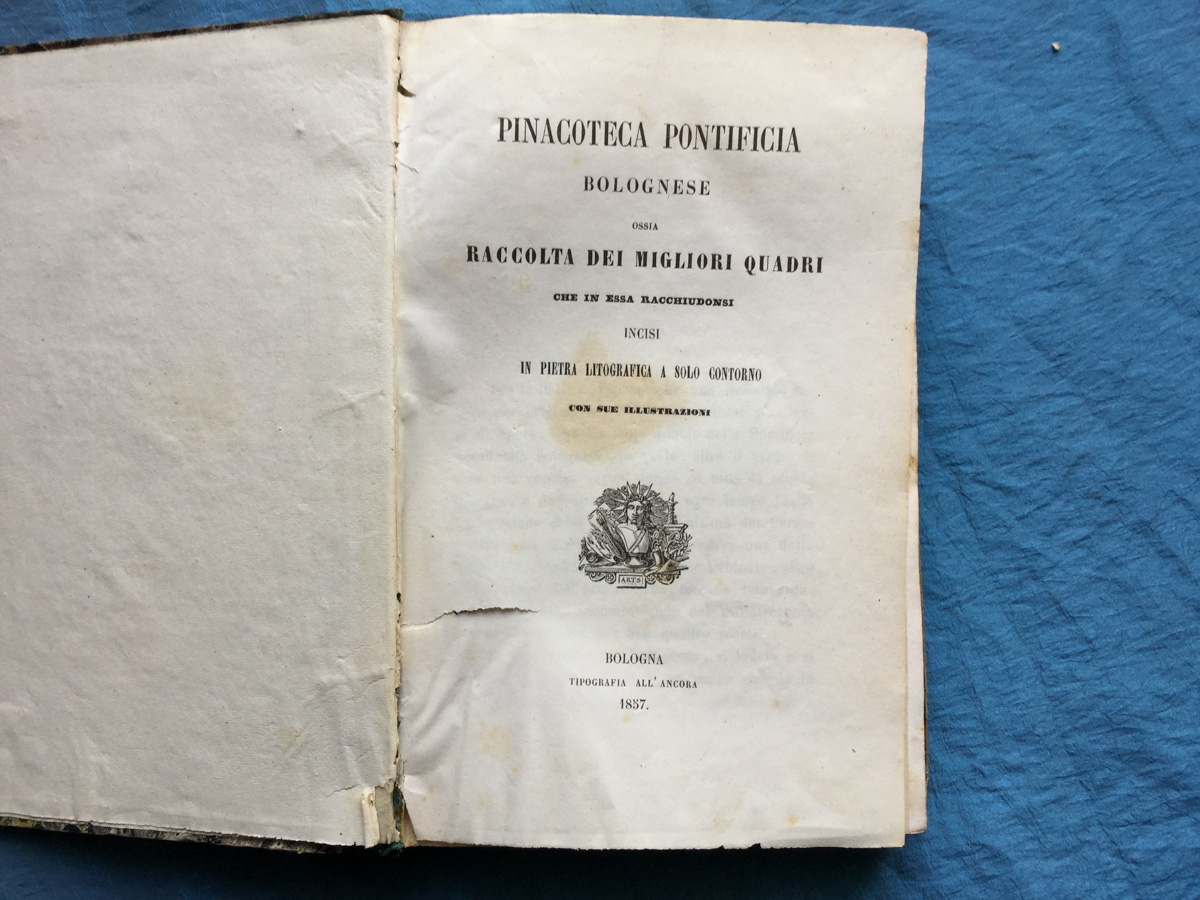 PINACOTECA PONTIFICIA
BOLOGNESE
OSSIA
RACCOLTA DEI MIGLIORI QUADRI
CHE IN ESSA RACCHIUDONSI
INCISI
IN PIETRA LITOGRAFICA A SOLO CONTORNO
CON SUE ILLUSTRAZIONI
ARTS
BOLOGNA
TIPOGRAFIA ALL' ANCORA
1857.